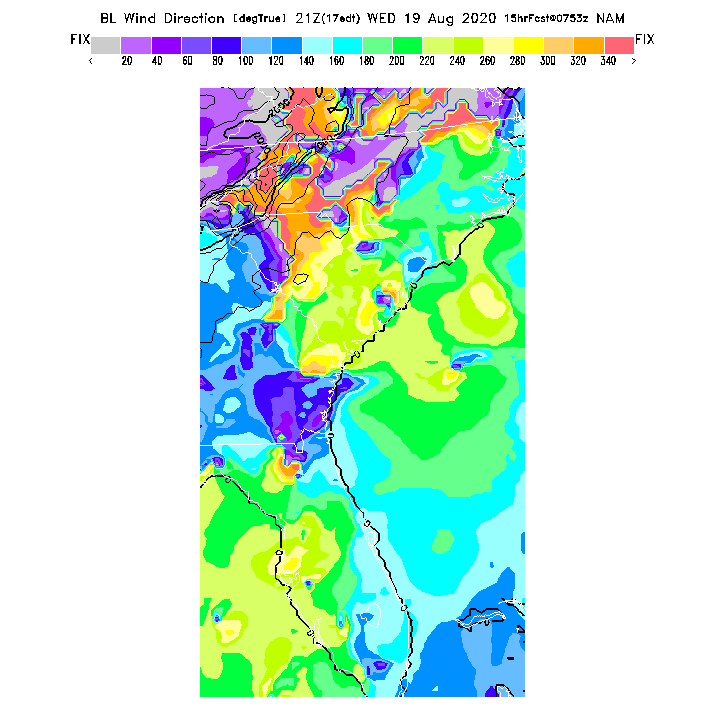 BL Wind Direction [degTrue] 21Z(17edt) WED 19 Aug 2020 15hrFcst@0753z NAM
FIX FIX
< 20 40 60 80 100 120 140 160 180 200 220 240 260 280 300 320 340 >